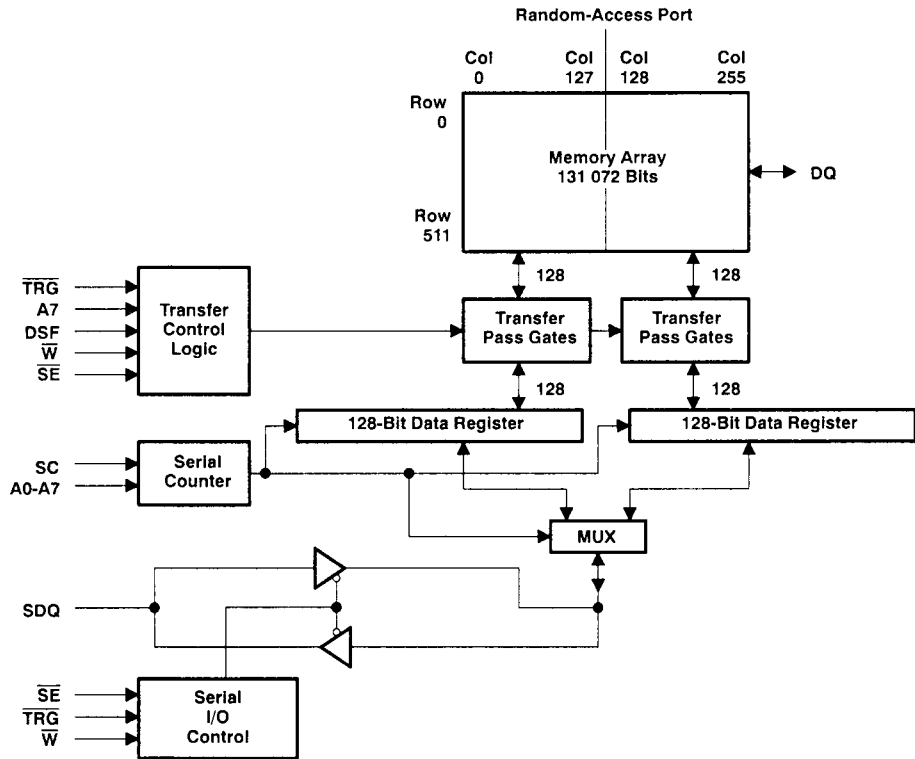 Random-Access Port
Col 0
Col 127
Col 128
Col 255
Row 0
Memory Array
131 072 Bits
DQ
Row 511
128
128
TRG
A7
DSF
W
SE
Transfer
Control
Logic
Transfer
Pass Gates
Transfer
Pass Gates
128
128
128-Bit Data Register
128-Bit Data Register
SC
A0-A7
Serial
Counter
MUX
SDQ
SE
TRG
W
Serial
I/O
Control